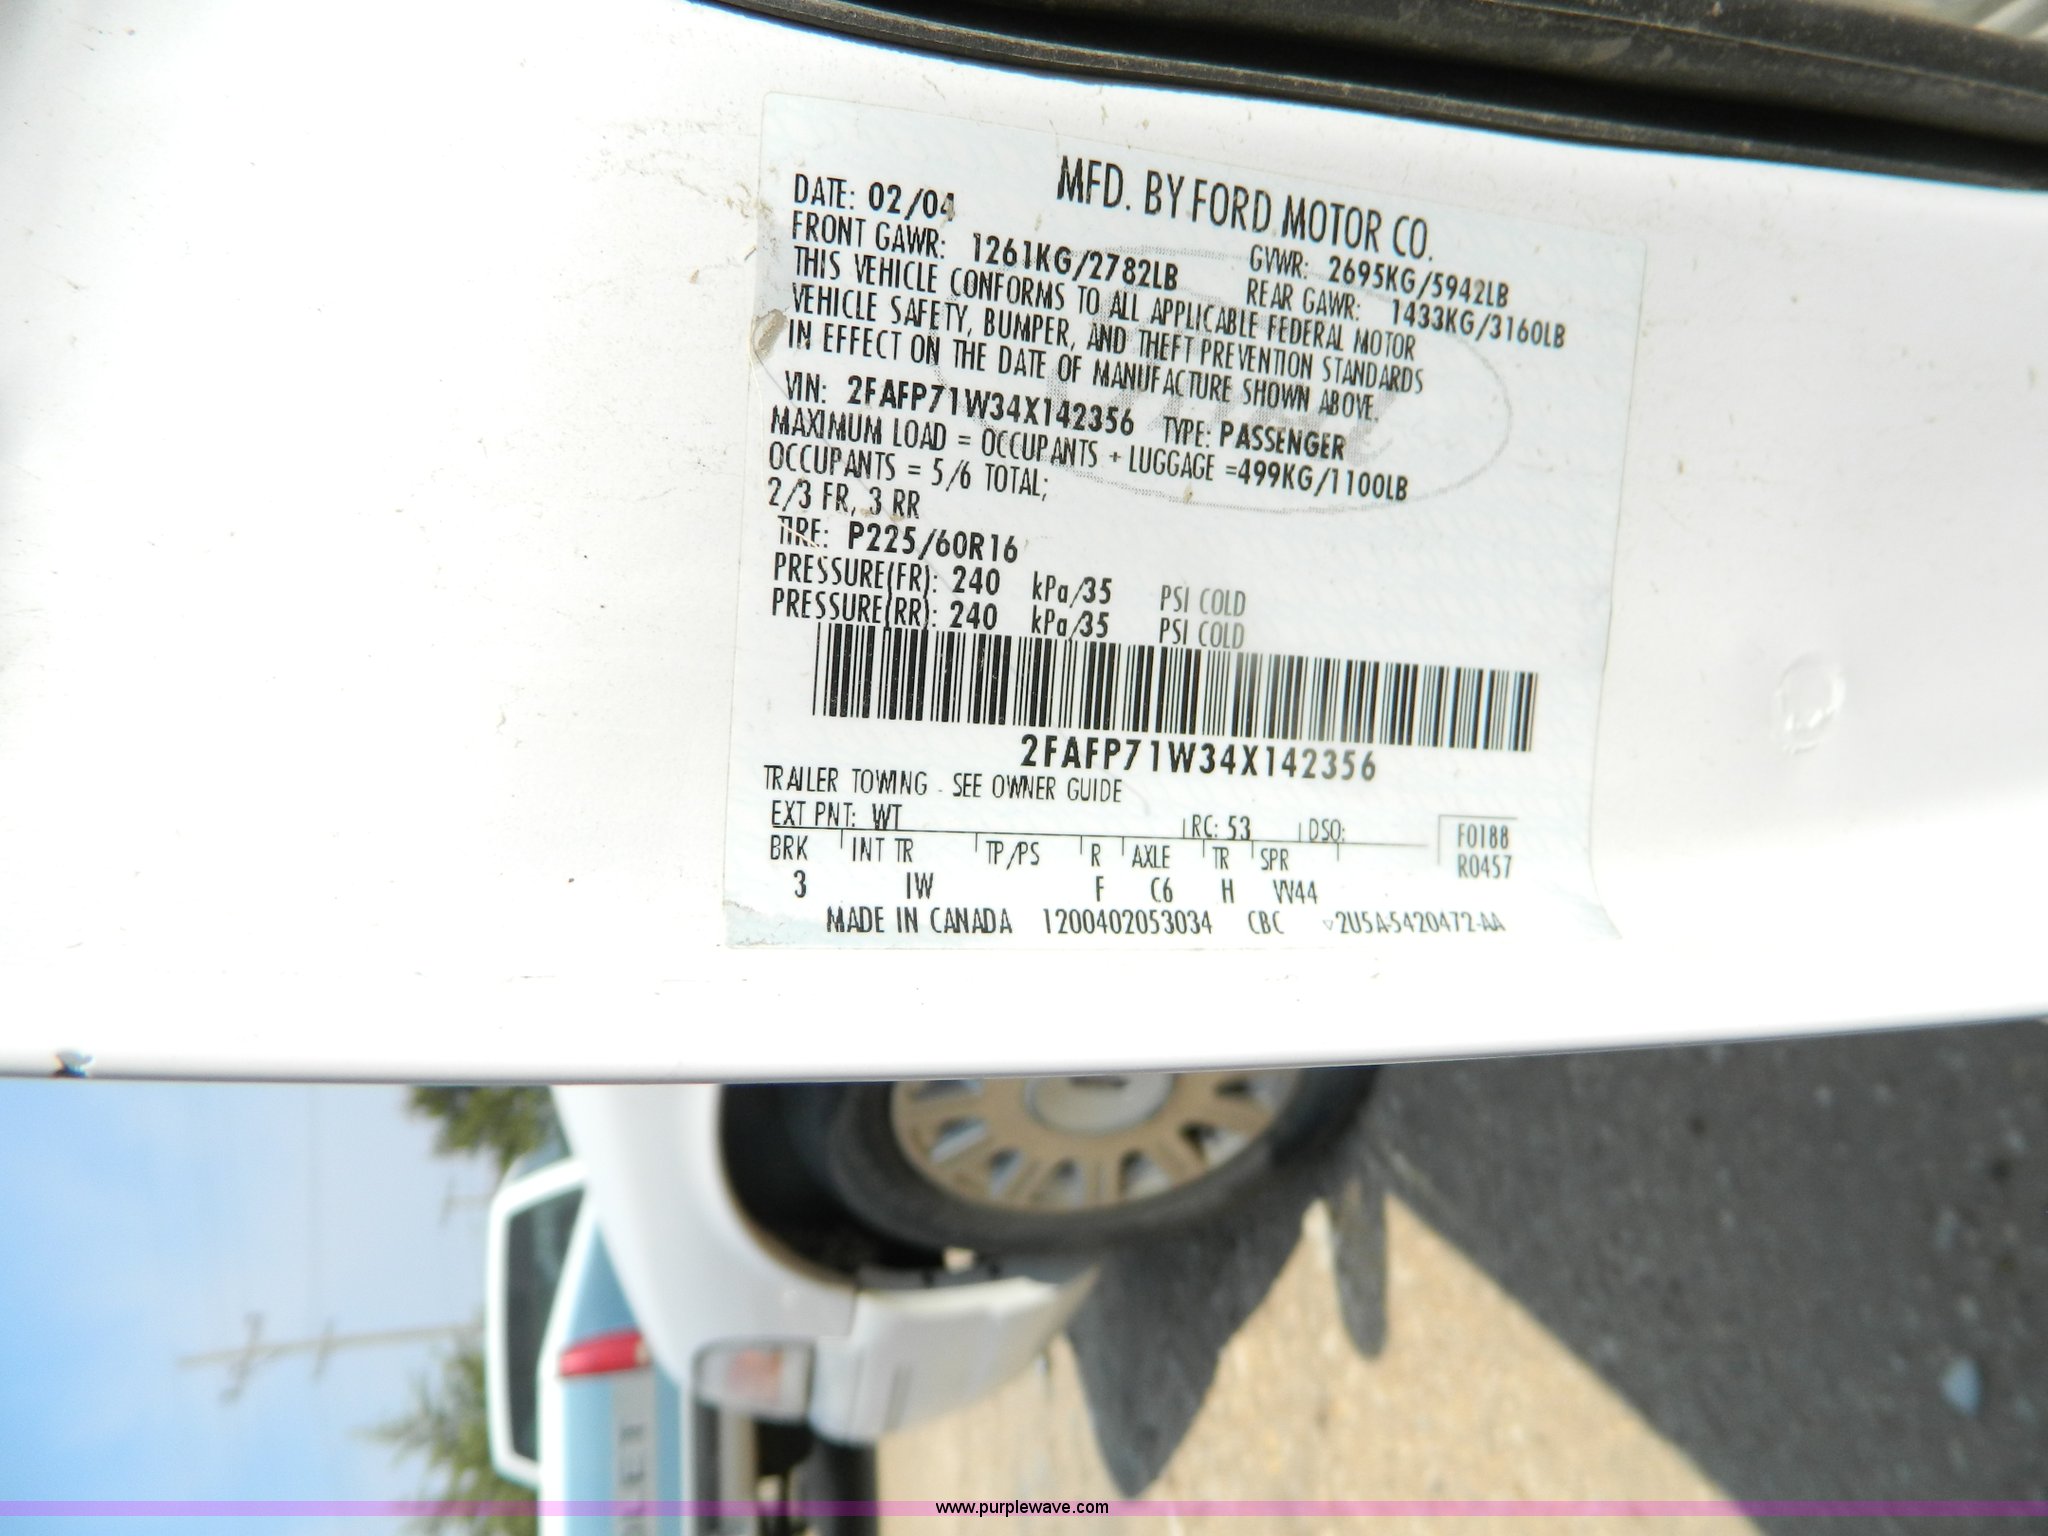 MFD. BY FORD MOTOR CO.
DATE: 02/04 GVWR: 2695KG/5942LB
FRONT GAWR: 1261KG/2782LB REAR GAWR: 1433KG/3160LB
THIS VEHICLE CONFORMS TO ALL APPLICABLE FEDERAL MOTOR
VEHICLE SAFETY, BUMPER, AND THEFT PREVENTION STANDARDS
IN EFFECT ON THE DATE OF MANUFACTURE SHOWN ABOVE.
VIN: 2FAFP71W34X142356 TYPE: PASSENGER
MAXIMUM LOAD = OCCUPANTS + LUGGAGE =499KG/1100LB
OCCUPANTS = 5/6 TOTAL;
2/3 FR, 3 RR
TIRE: P225/60R16
PRESSURE(FR): 240 kPa/35 PSI COLD
PRESSURE(RR): 240 kPa/35 PSI COLD
2FAFP71W34X142356
TRAILER TOWING - SEE OWNER GUIDE
EXT PNT: WT RC: 53 DSO: F0188
BRK INT TR TP/PS R AXLE TR SPR R0457
3 IW F C6 H VV44
MADE IN CANADA 1200402053034 CBC 2U5A-5420472-AA
www.purplewave.com